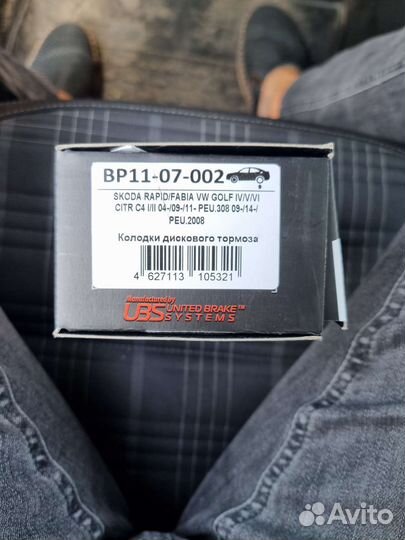 BP11-07-002
SKODA RAPID/FABIA VW GOLF IV/V/VI
CITR C4 I/II 04-/09-/11- PEU.308 09-/14-/
PEU.2008
Колодки дискового тормоза
4 627113 105321
Manufactured by
UBS UNITED BRAKE™
SYSTEMS
Avito